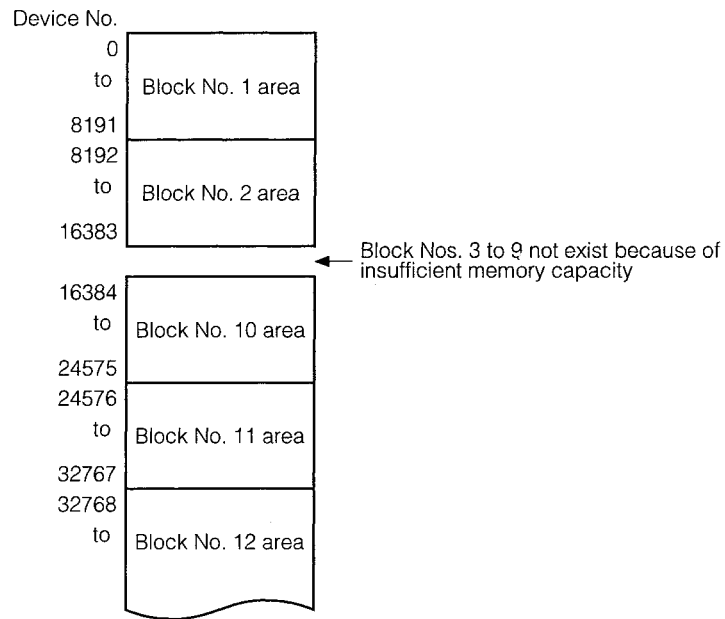 Device No.
0
to
8191
Block No. 1 area
8192
to
16383
Block No. 2 area
Block Nos. 3 to 9 not exist because of
insufficient memory capacity
16384
to
24575
Block No. 10 area
24576
to
32767
Block No. 11 area
32768
to
Block No. 12 area